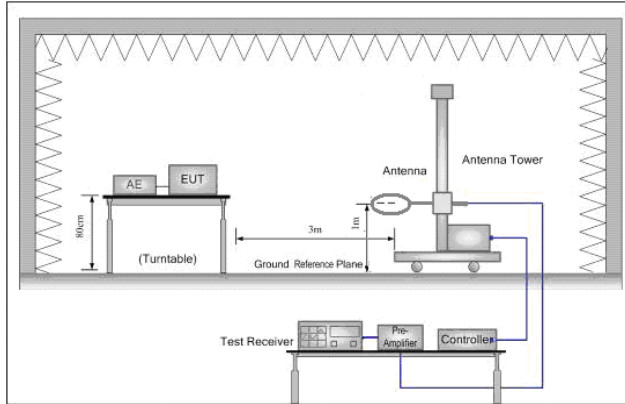 Antenna
Antenna Tower
AE
EUT
80cm
(Turntable)
3m
1m
Ground Reference Plane
Test Receiver
Pre-
Amplifier
Controller